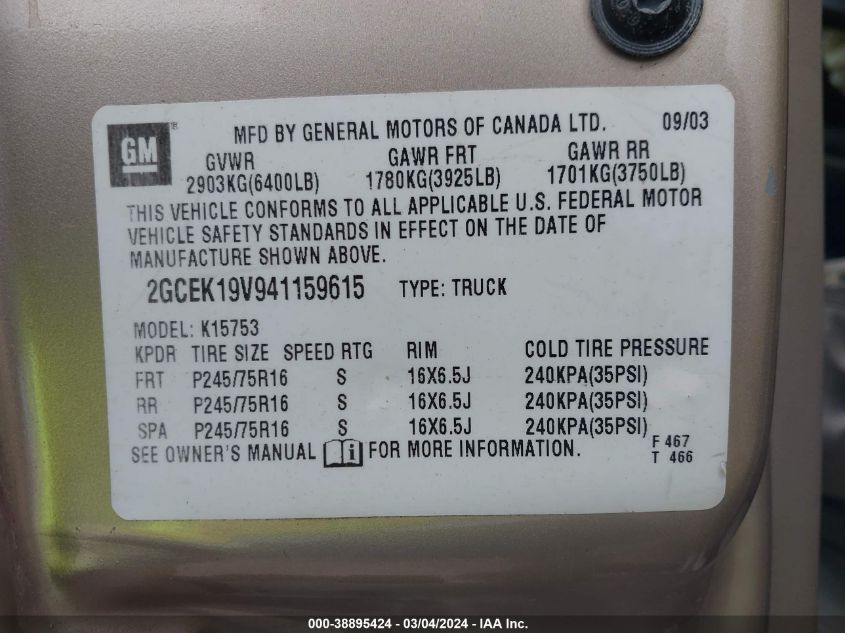 GM ® MFD BY GENERAL MOTORS OF CANADA LTD. 09/03
GVWR GAWR FRT GAWR RR
2903KG(6400LB) 1780KG(3925LB) 1701KG(3750LB)
THIS VEHICLE CONFORMS TO ALL APPLICABLE U.S. FEDERAL MOTOR
VEHICLE SAFETY STANDARDS IN EFFECT ON THE DATE OF
MANUFACTURE SHOWN ABOVE.
2GCEK19V941159615 TYPE: TRUCK
MODEL: K15753
KPDR TIRE SIZE SPEED RTG RIM COLD TIRE PRESSURE
FRT P245/75R16 S 16X6.5J 240KPA(35PSI)
RR P245/75R16 S 16X6.5J 240KPA(35PSI)
SPA P245/75R16 S 16X6.5J 240KPA(35PSI)
SEE OWNER'S MANUAL i FOR MORE INFORMATION. F 467
T 466
000-38895424 - 03/04/2024 - IAA Inc.